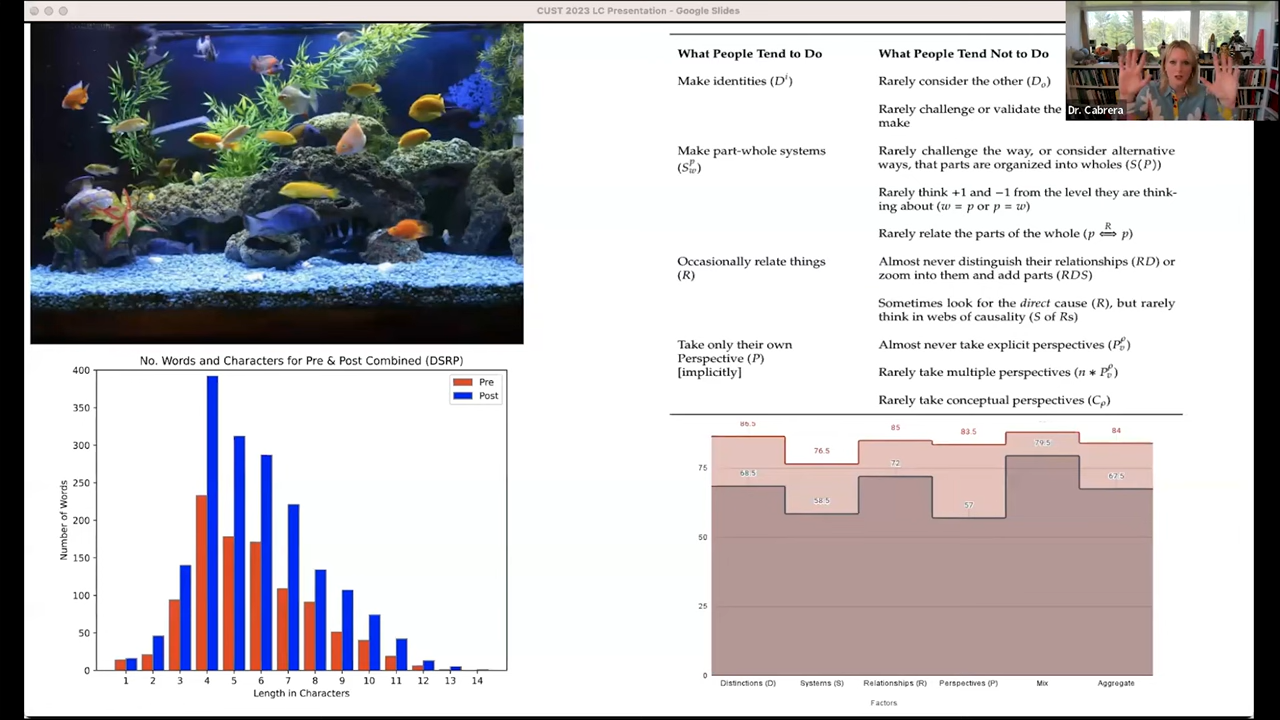 CUST 2023 LC Presentation - Google Slides
Dr. Cabrera
What People Tend to Do
What People Tend Not to Do
Make identities (Dⁱ)
Rarely consider the other (Dₒ)
Rarely challenge or validate the
make
Make part-whole systems
(Sᵖ_w)
Rarely challenge the way, or consider alternative
ways, that parts are organized into wholes (S(P))
Rarely think +1 and −1 from the level they are think-
ing about (w = p or p = w)
Rarely relate the parts of the whole (p ⟺ p)
R
Occasionally relate things
(R)
Almost never distinguish their relationships (RD) or
zoom into them and add parts (RDS)
Sometimes look for the direct cause (R), but rarely
think in webs of causality (S of Rs)
Take only their own
Perspective (P)
[implicitly]
Almost never take explicit perspectives (P^ρ_v)
Rarely take multiple perspectives (n * P^ρ_v)
Rarely take conceptual perspectives (C_ρ)
No. Words and Characters for Pre & Post Combined (DSRP)
Pre
Post
400
350
300
250
200
150
100
50
0
Number of Words
1 2 3 4 5 6 7 8 9 10 11 12 13 14
Length in Characters
86.5 76.5 85 83.5 84
68.5 58.5 72 57 79.5 67.5
75
50
25
0
Distinctions (D) Systems (S) Relationships (R) Perspectives (P) Mix Aggregate
Factors